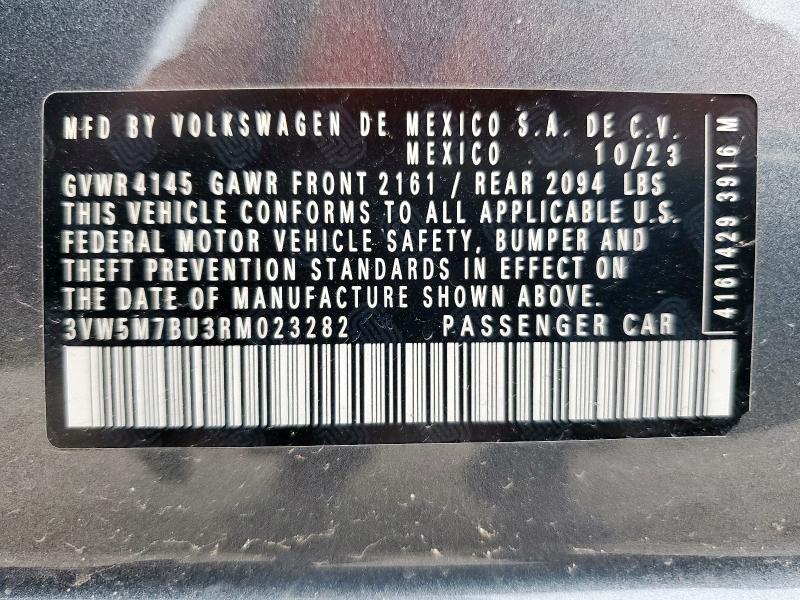 MFD BY VOLKSWAGEN DE MEXICO S.A. DE C.V.
MEXICO 10/23
GVWR 4145 GAWR FRONT 2161 / REAR 2094 LBS
THIS VEHICLE CONFORMS TO ALL APPLICABLE U.S.
FEDERAL MOTOR VEHICLE SAFETY, BUMPER AND
THEFT PREVENTION STANDARDS IN EFFECT ON
THE DATE OF MANUFACTURE SHOWN ABOVE.
3VW5M7BU3RM023282 PASSENGER CAR
4161429 3916 M